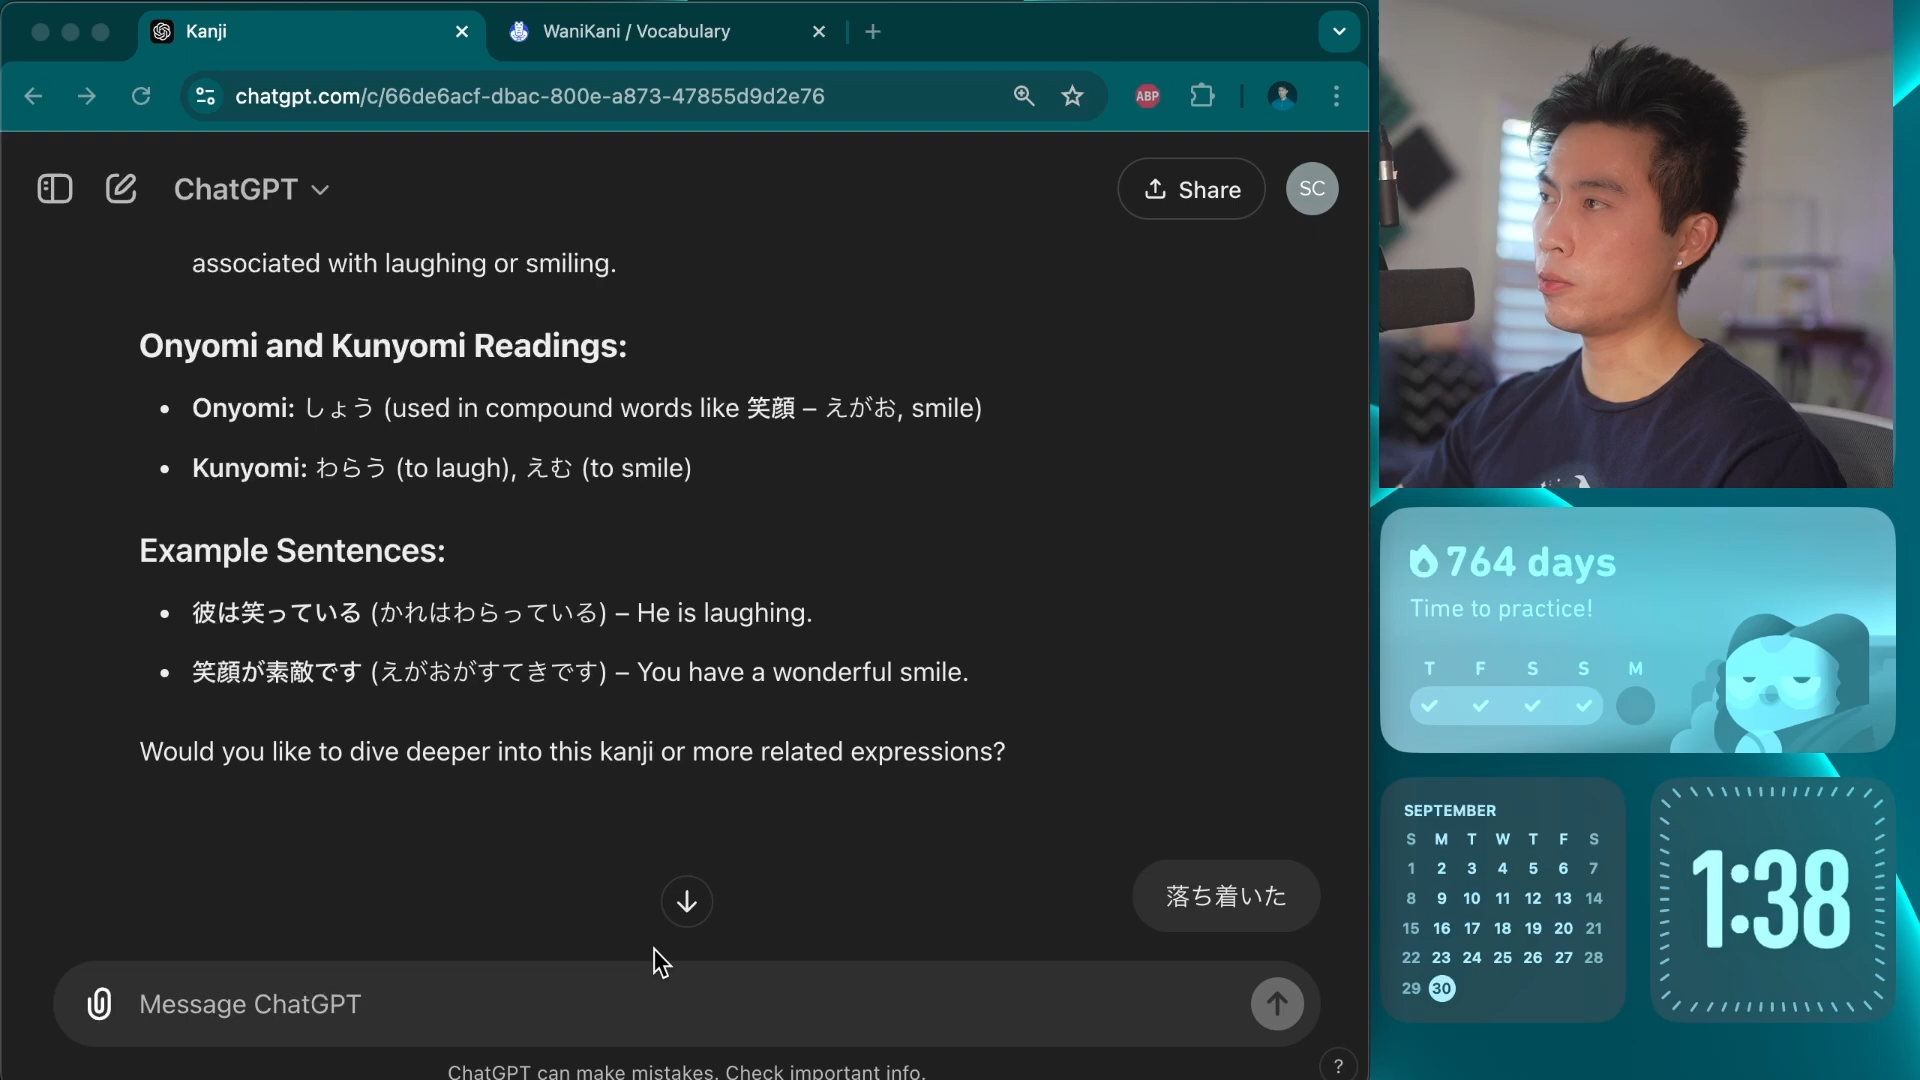 Kanji
WaniKani / Vocabulary
chatgpt.com/c/66de6acf-dbac-800e-a873-47855d9d2e76
ABP
ChatGPT
Share
SC
associated with laughing or smiling.
Onyomi and Kunyomi Readings:
• Onyomi: しょう (used in compound words like 笑顔 – えがお, smile)
• Kunyomi: わらう (to laugh), えむ (to smile)
Example Sentences:
• 彼は笑っている (かれはわらっている) – He is laughing.
• 笑顔が素敵です (えがおがすてきです) – You have a wonderful smile.
Would you like to dive deeper into this kanji or more related expressions?
落ち着いた
Message ChatGPT
ChatGPT can make mistakes. Check important info.
?
764 days
Time to practice!
T F S S M
SEPTEMBER
S M T W T F S
1 2 3 4 5 6 7
8 9 10 11 12 13 14
15 16 17 18 19 20 21
22 23 24 25 26 27 28
29 30
1:38